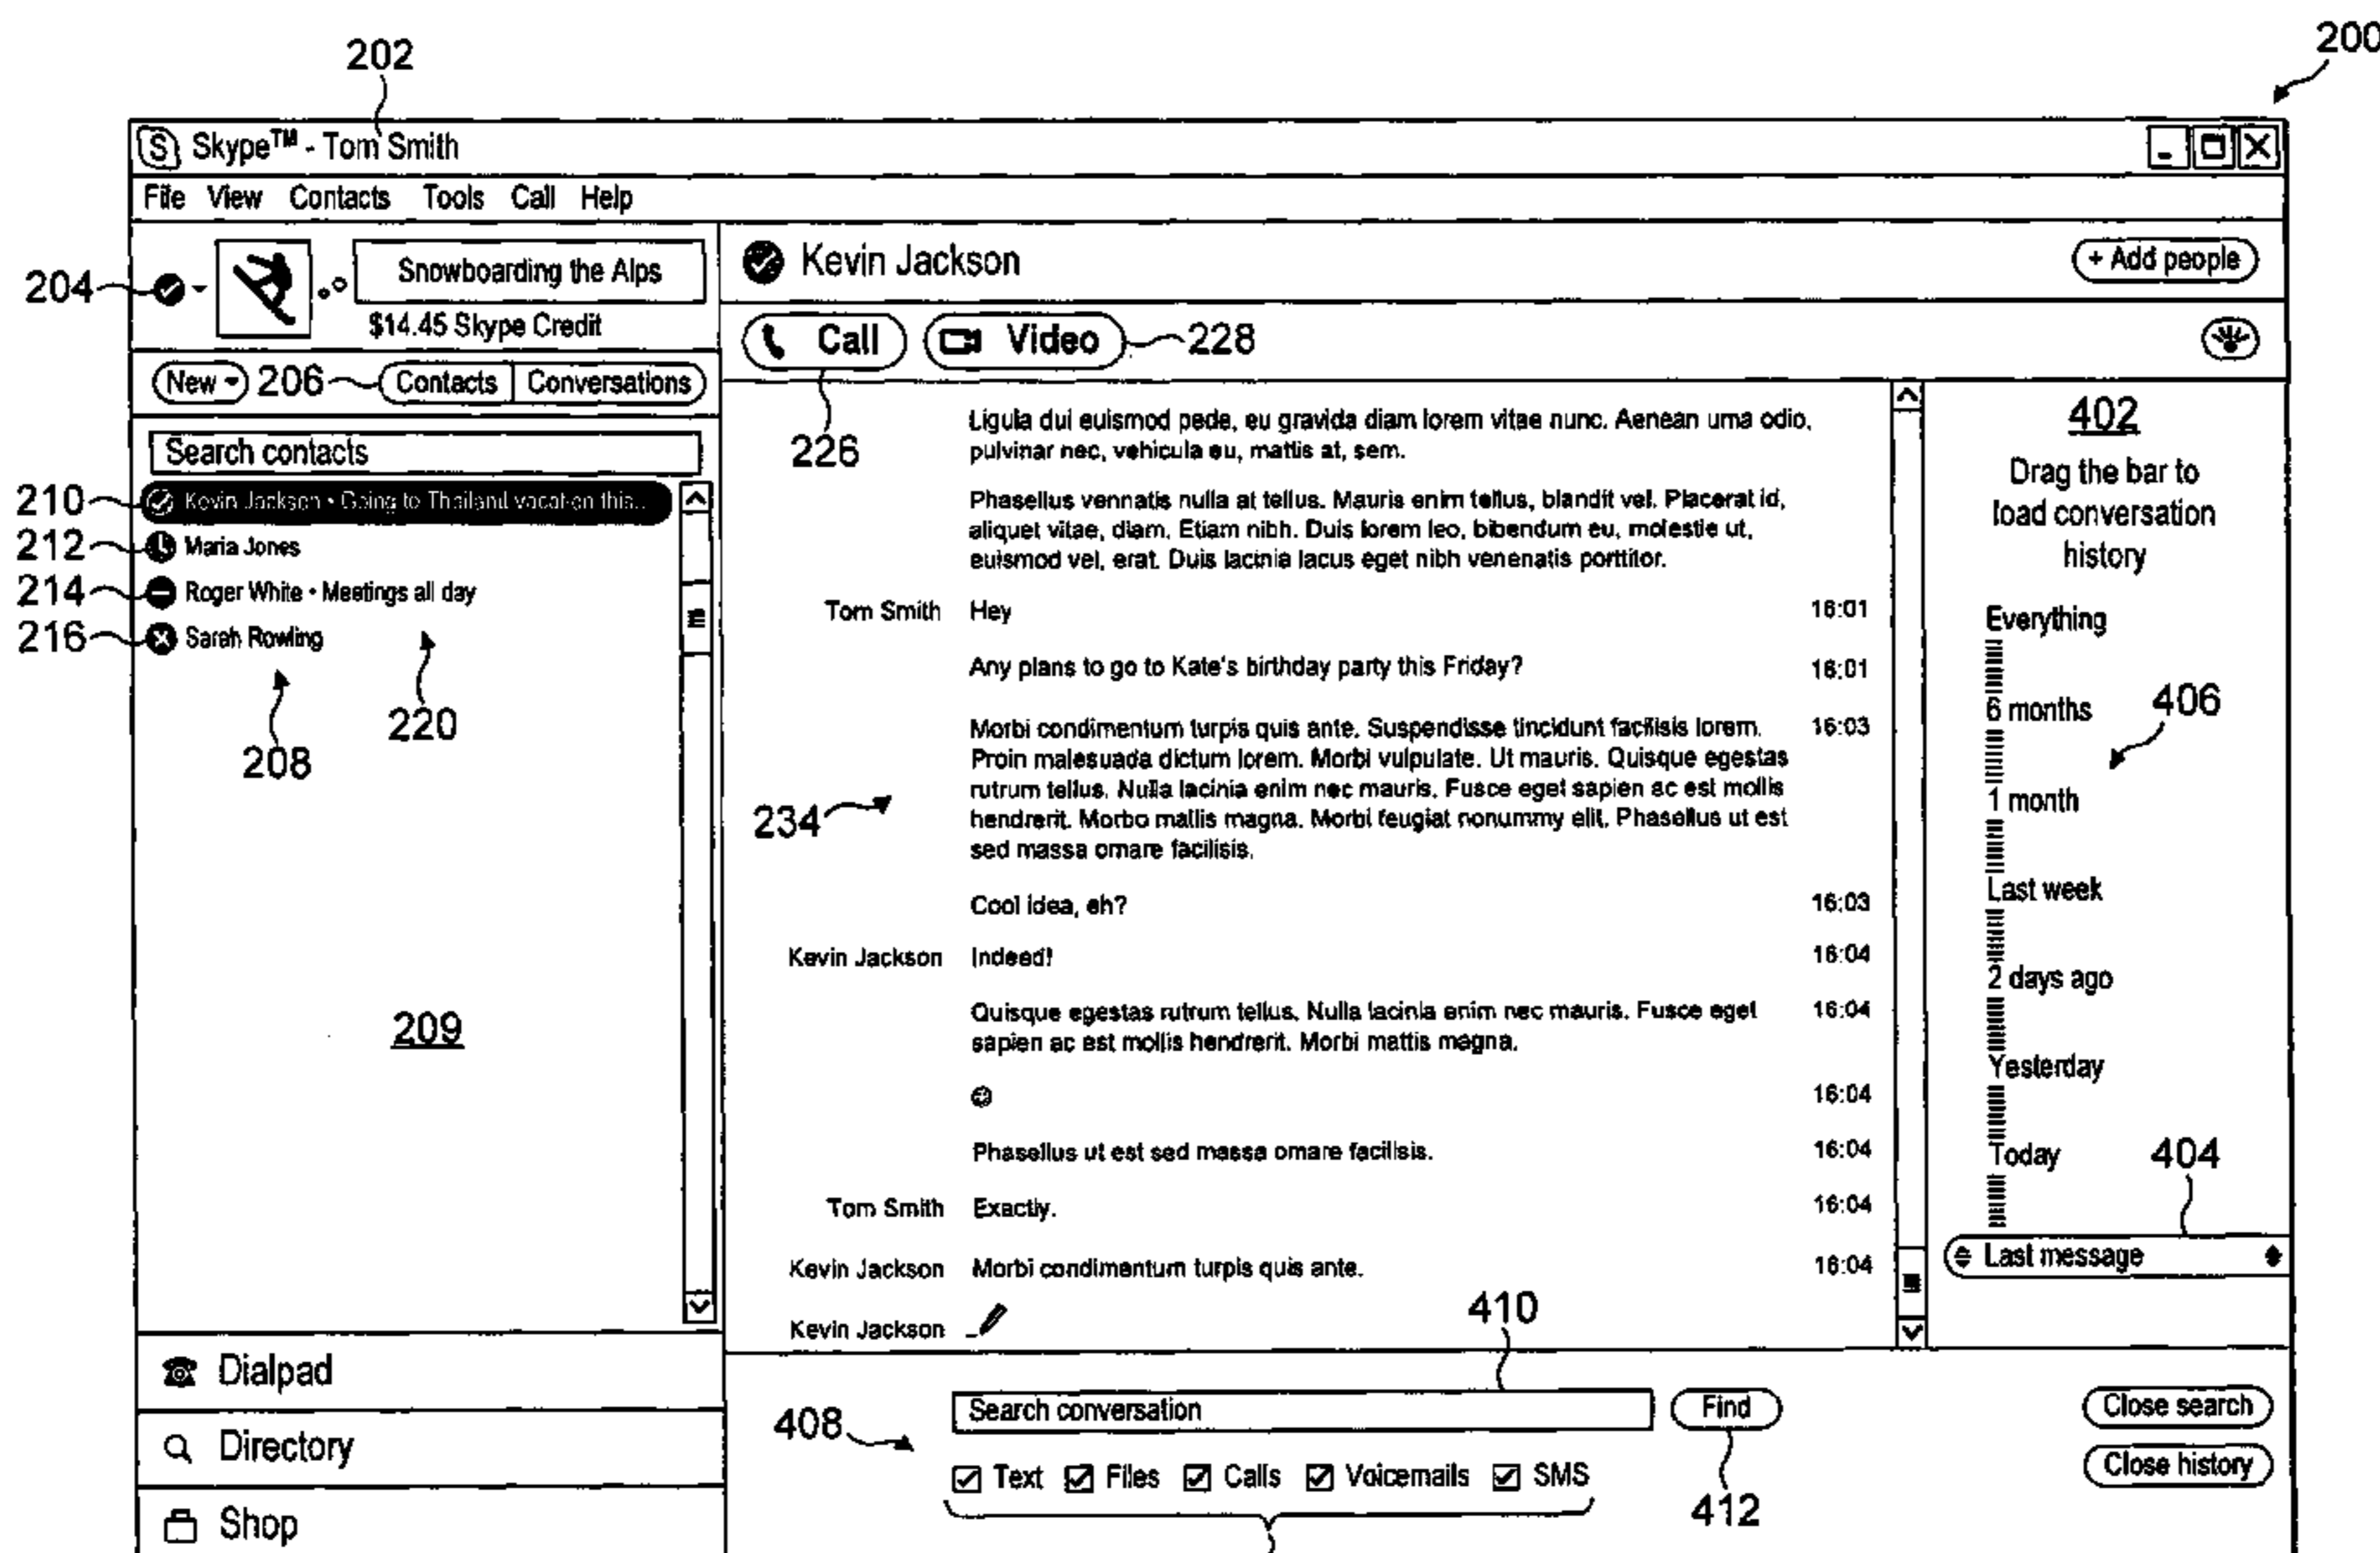 200
202
Skype™ - Tom Smith
File View Contacts Tools Call Help
204
Snowboarding the Alps
$14.45 Skype Credit
Kevin Jackson
+ Add people
Call
Video
228
226
New
206
Contacts
Conversations
Search contacts
210
Kevin Jackson • Going to Thailand vacation this...
212
Maria Jones
214
Roger White • Meetings all day
216
Sarah Rowling
208
220
209
Dialpad
Directory
Shop
Ligula dui euismod pede, eu gravida diam lorem vitae nunc. Aenean urna odio,
pulvinar nec, vehicula eu, mattis at, sem.
Phasellus vennatis nulla at tellus. Mauris enim tellus, blandit vel. Placerat id,
aliquet vitae, diam. Etiam nibh. Duis lorem leo, bibendum eu, molestie ut,
euismod vel, erat. Duis lacinia lacus eget nibh venenatis porttitor.
Tom Smith Hey 16:01
Any plans to go to Kate's birthday party this Friday? 16:01
Morbi condimentum turpis quis ante. Suspendisse tincidunt facilisis lorem. 16:03
Proin malesuada dictum lorem. Morbi vulputate. Ut mauris. Quisque egestas
rutrum tellus. Nulla lacinia enim nec mauris. Fusce eget sapien ac est mollis
hendrerit. Morbo mattis magna. Morbi feugiat nonummy elit. Phasellus ut est
sed massa ornare facilisis.
234
Cool idea, eh? 16:03
Kevin Jackson Indeed! 16:04
Quisque egestas rutrum tellus. Nulla lacinia enim nec mauris. Fusce eget 16:04
sapien ac est mollis hendrerit. Morbi mattis magna.
16:04
Phasellus ut est sed massa ornare facilisis. 16:04
Tom Smith Exactly. 16:04
Kevin Jackson Morbi condimentum turpis quis ante. 16:04
Kevin Jackson
402
Drag the bar to
load conversation
history
Everything
6 months
406
1 month
Last week
2 days ago
Yesterday
Today
404
Last message
410
408
Search conversation
Find
412
Text Files Calls Voicemails SMS
Close search
Close history